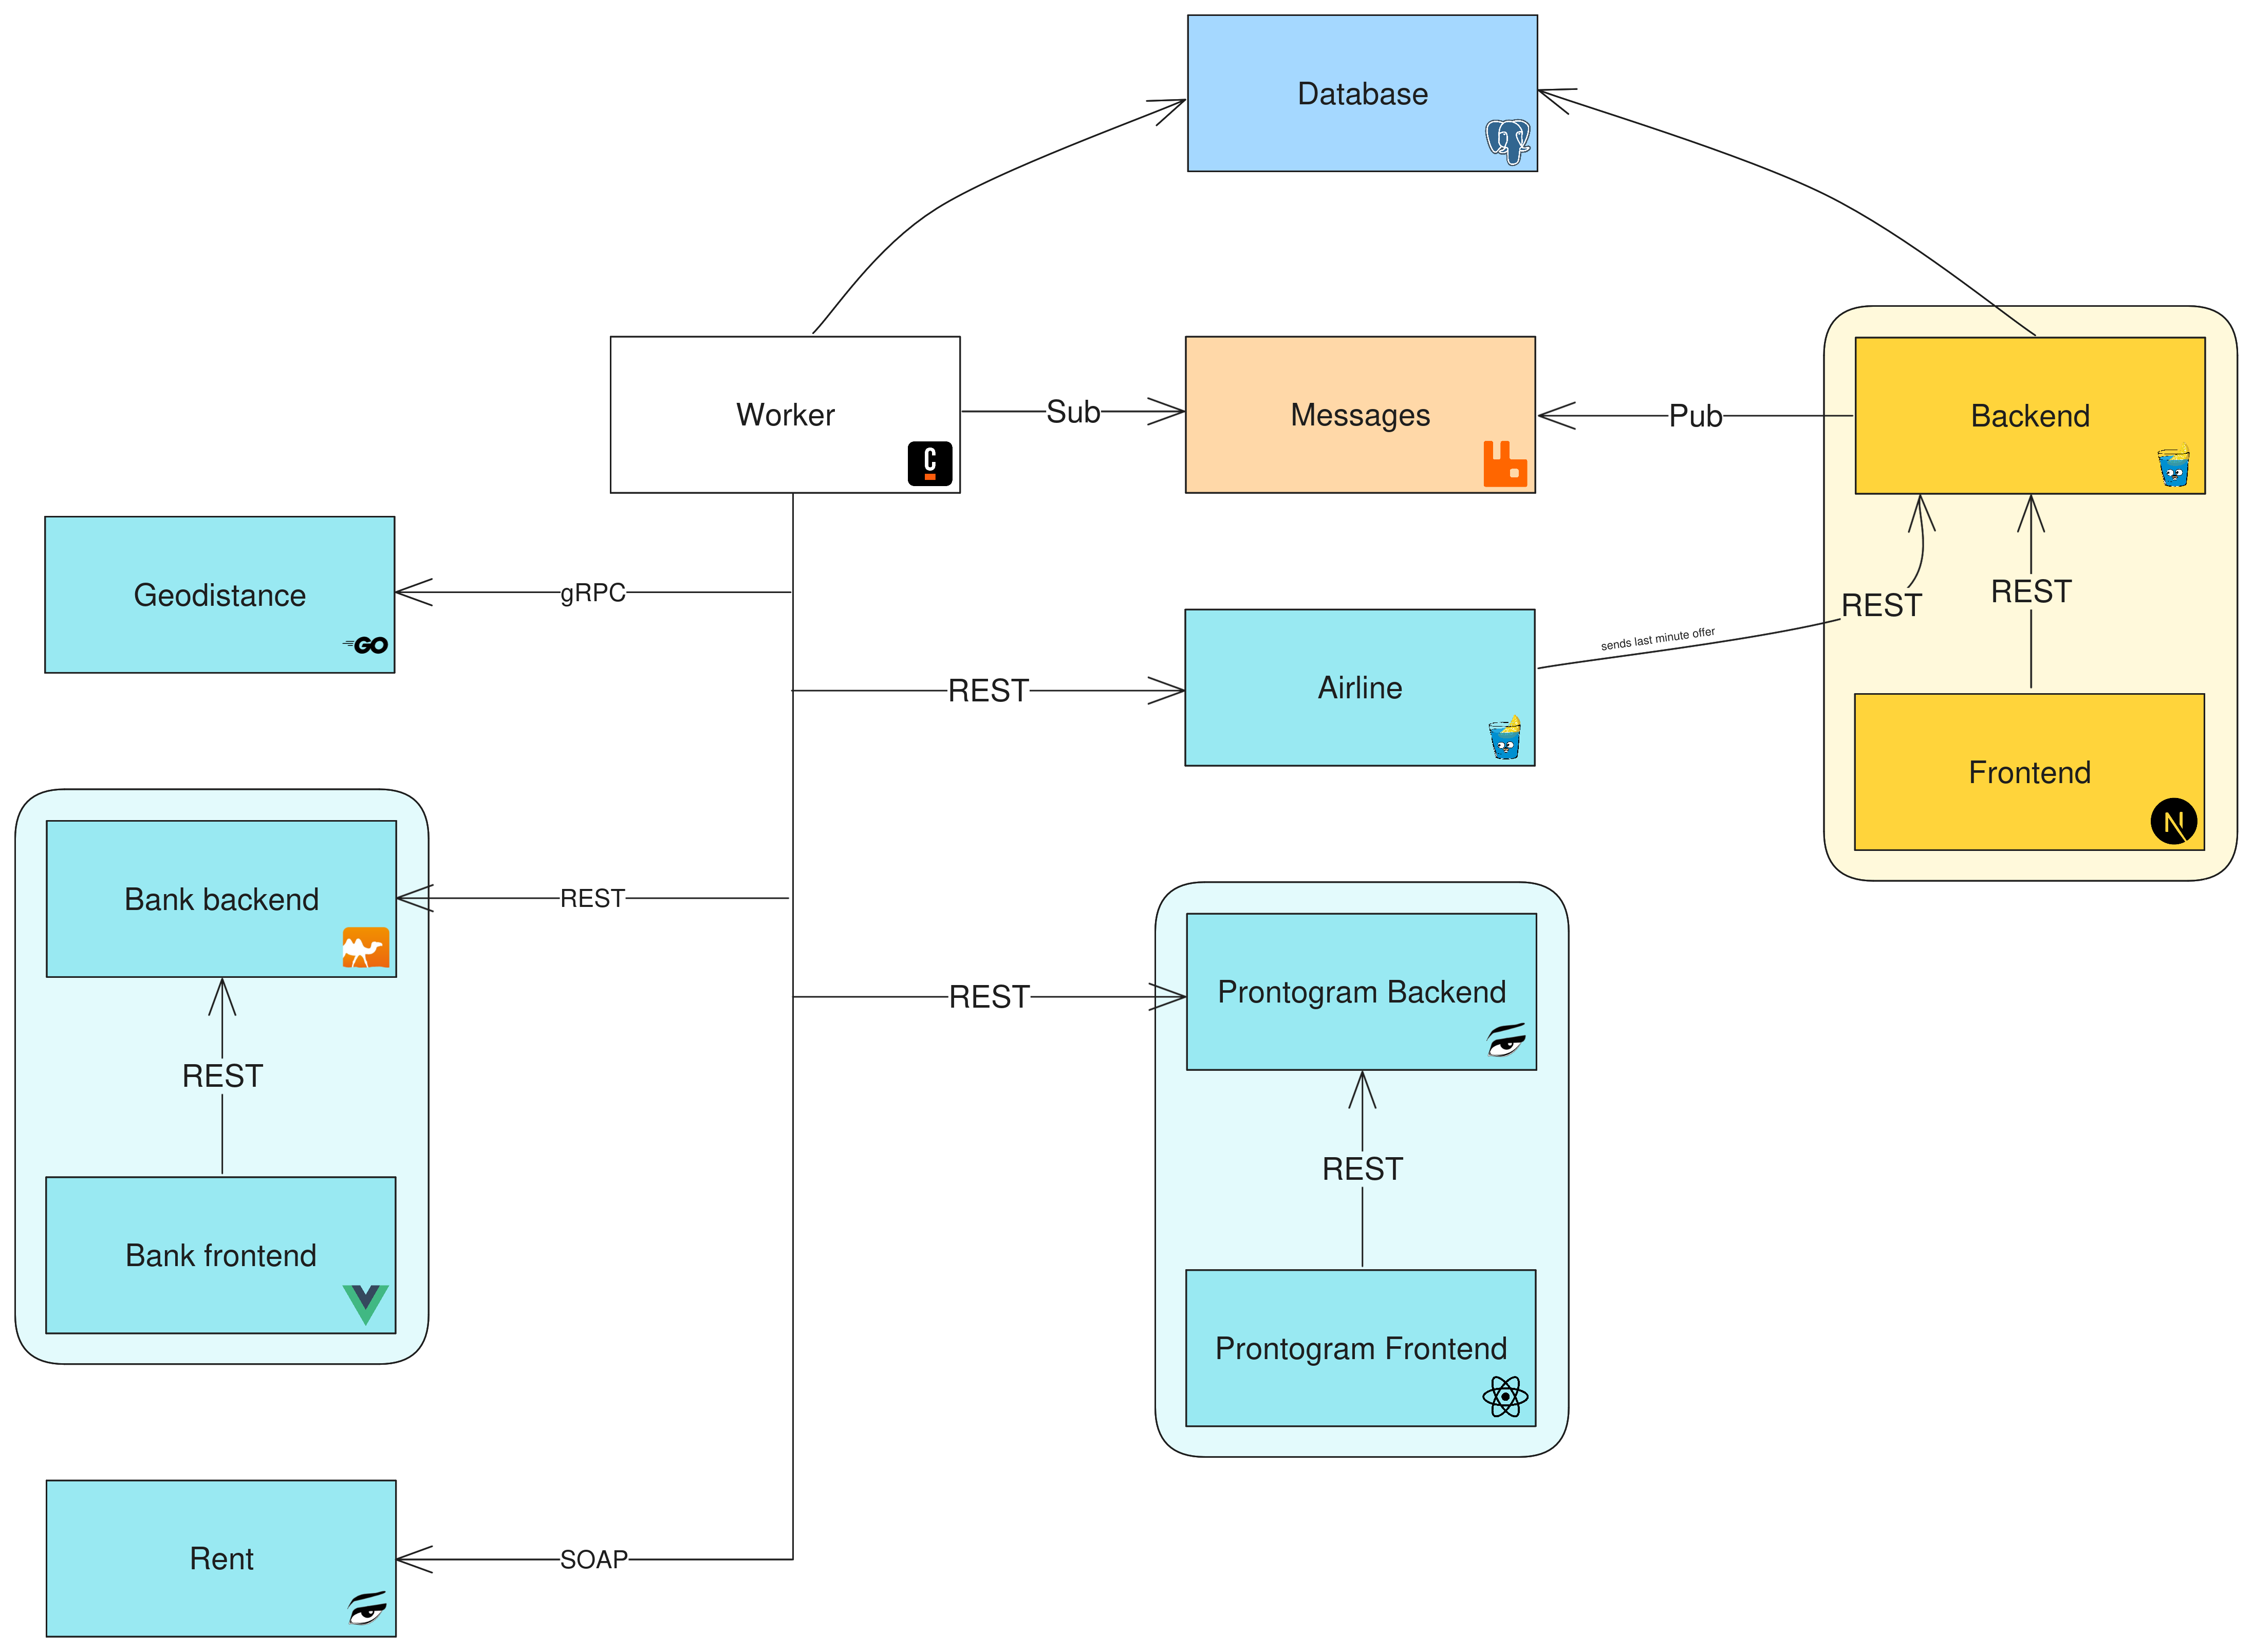 Database
Worker
Sub
Messages
Pub
Backend
C
Geodistance
GO
gRPC
REST
REST
sends last minute offer
REST
Airline
Frontend
N
Bank backend
REST
REST
Prontogram Backend
REST
REST
Bank frontend
Prontogram Frontend
Rent
SOAP